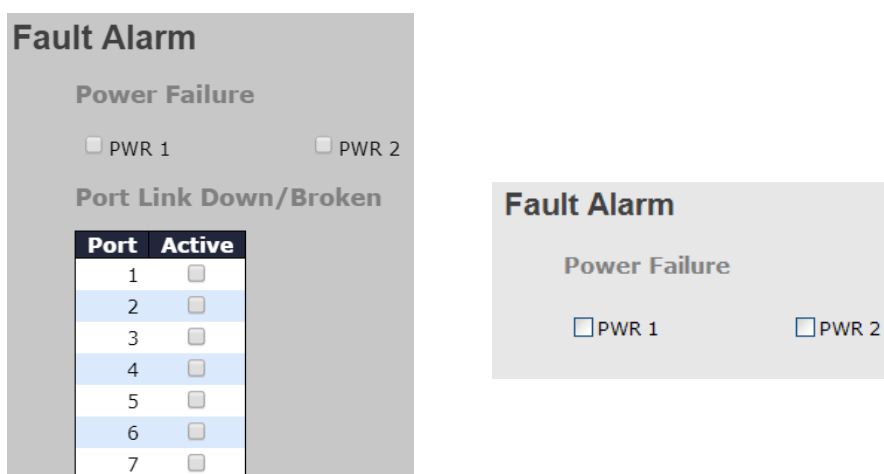 Fault Alarm
Power Failure
PWR 1 PWR 2
Port Link Down/Broken
Port Active
1
2
3
4
5
6
7
Fault Alarm
Power Failure
PWR 1 PWR 2